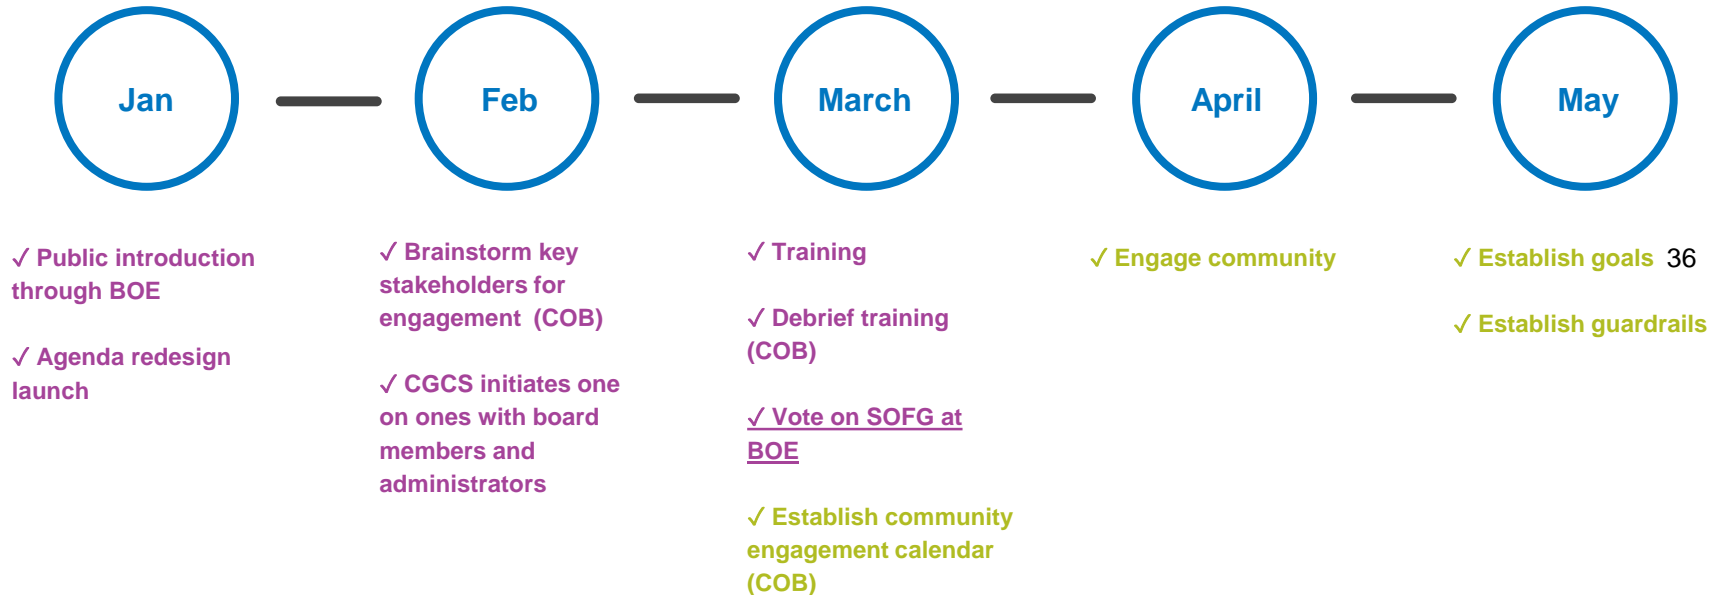 Jan
Feb
March
April
May
✓ Public introduction
through BOE
✓ Agenda redesign
launch
✓ Brainstorm key
stakeholders for
engagement (COB)
✓ CGCS initiates one
on ones with board
members and
administrators
✓ Training
✓ Debrief training
(COB)
✓ Vote on SOFG at
BOE
✓ Establish community
engagement calendar
(COB)
✓ Engage community
✓ Establish goals 36
✓ Establish guardrails